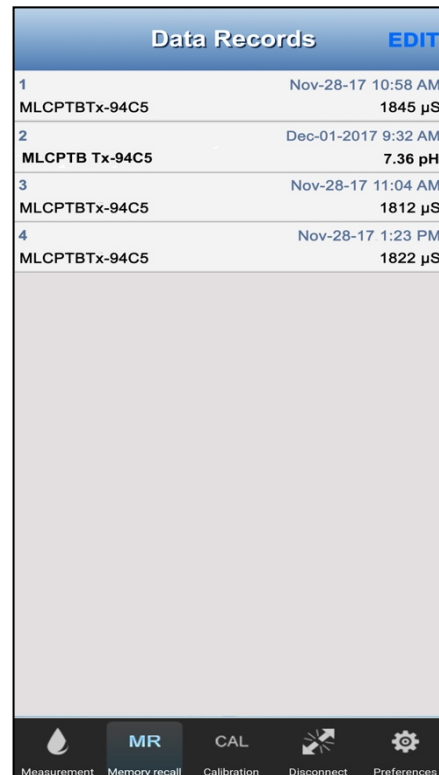 Data Records EDIT
1 Nov-28-17 10:58 AM
MLCPTBTx-94C5 1845 µS
2 Dec-01-2017 9:32 AM
MLCPTB Tx-94C5 7.36 pH
3 Nov-28-17 11:04 AM
MLCPTBTx-94C5 1812 µS
4 Nov-28-17 1:23 PM
MLCPTBTx-94C5 1822 µS
MR CAL
Measurement Memory recall Calibration Disconnect Preferences